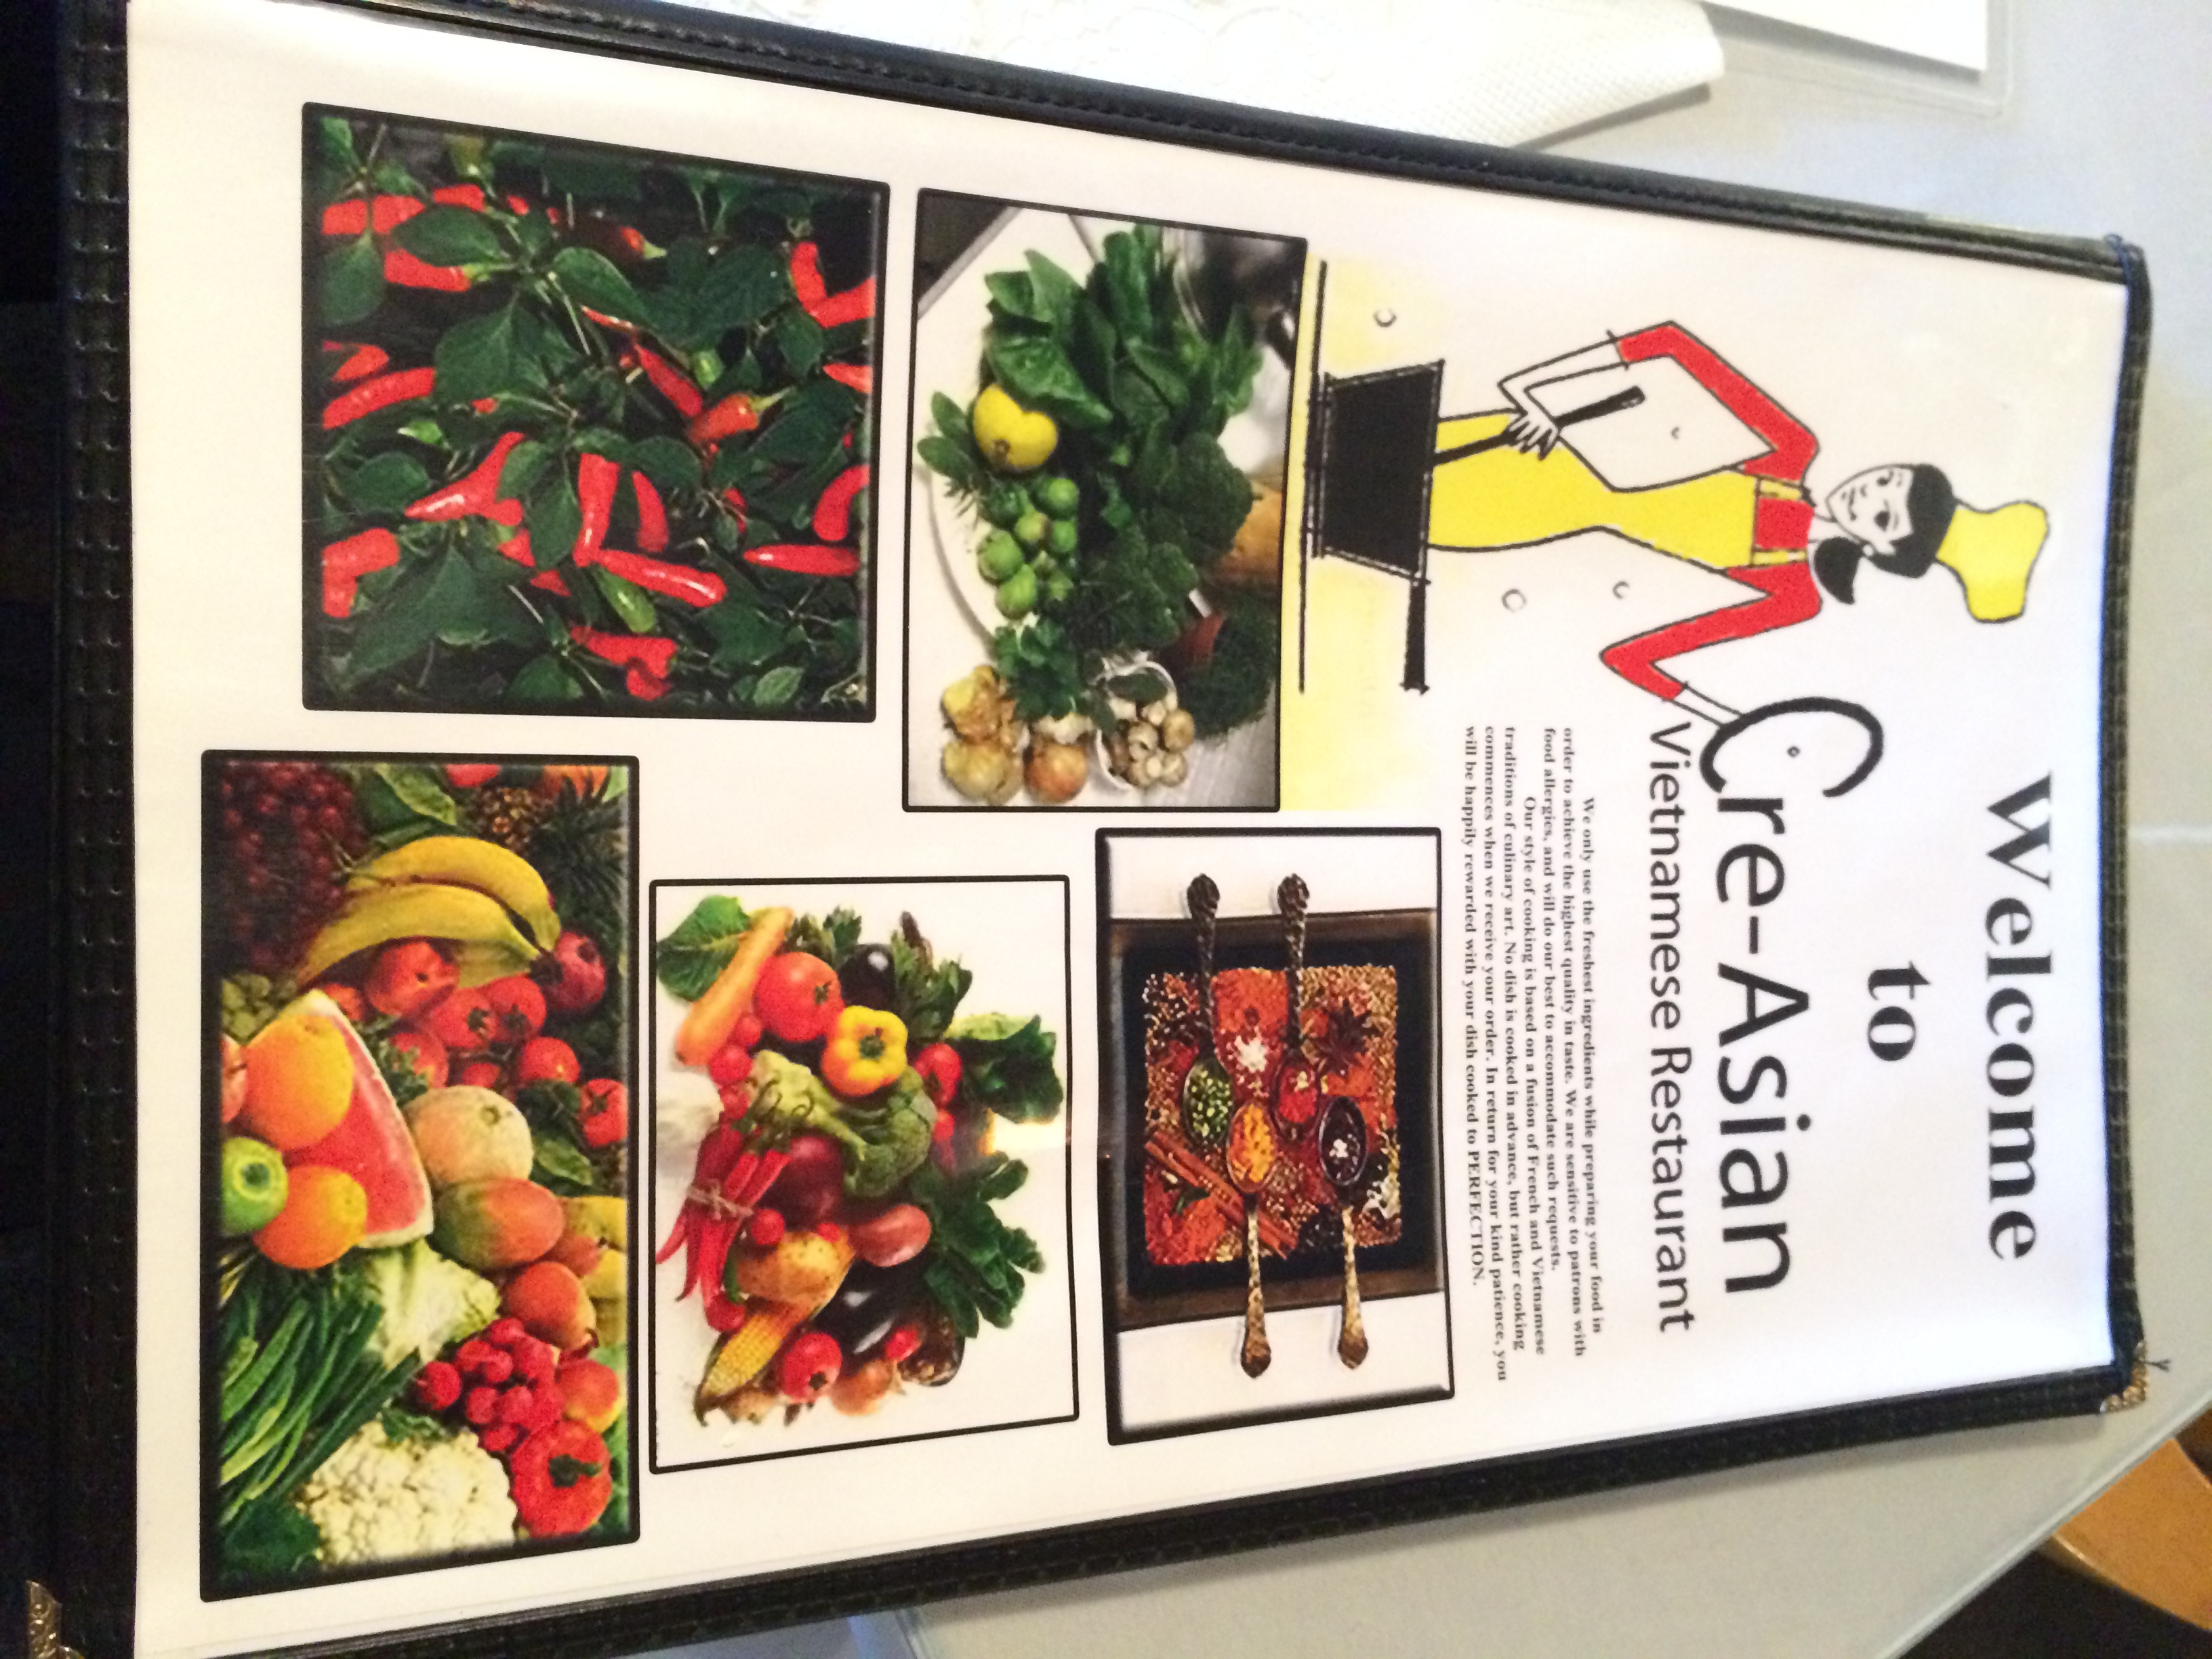 Welcome
to
Cre-Asian
Vietnamese Restaurant
We only use the freshest ingredients while preparing your food in
order to achieve the highest quality in taste. We are sensitive to patrons with
food allergies, and will do our best to accommodate such requests.
Our style of cooking is based on a fusion of French and Vietnamese
traditions of culinary art. No dish is cooked in advance, but rather cooking
commences when we receive your order. In return for your kind patience, you
will be happily rewarded with your dish cooked to PERFECTION.